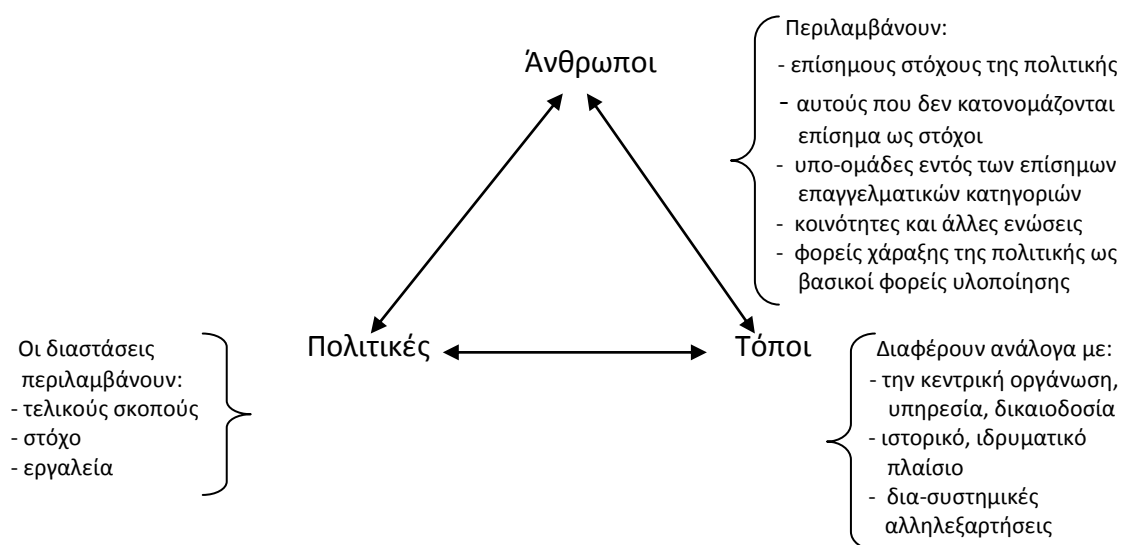 Άνθρωποι
Περιλαμβάνουν:
- επίσημους στόχους της πολιτικής
- αυτούς που δεν κατονομάζονται
επίσημα ως στόχοι
- υπο-ομάδες εντός των επίσημων
επαγγελματικών κατηγοριών
- κοινότητες και άλλες ενώσεις
- φορείς χάραξης της πολιτικής ως
βασικοί φορείς υλοποίησης
Οι διαστάσεις
περιλαμβάνουν:
- τελικούς σκοπούς
- στόχο
- εργαλεία
Πολιτικές
Τόποι
Διαφέρουν ανάλογα με:
- την κεντρική οργάνωση,
υπηρεσία, δικαιοδοσία
- ιστορικό, ιδρυματικό
πλαίσιο
- δια-συστημικές
αλληλεξαρτήσεις